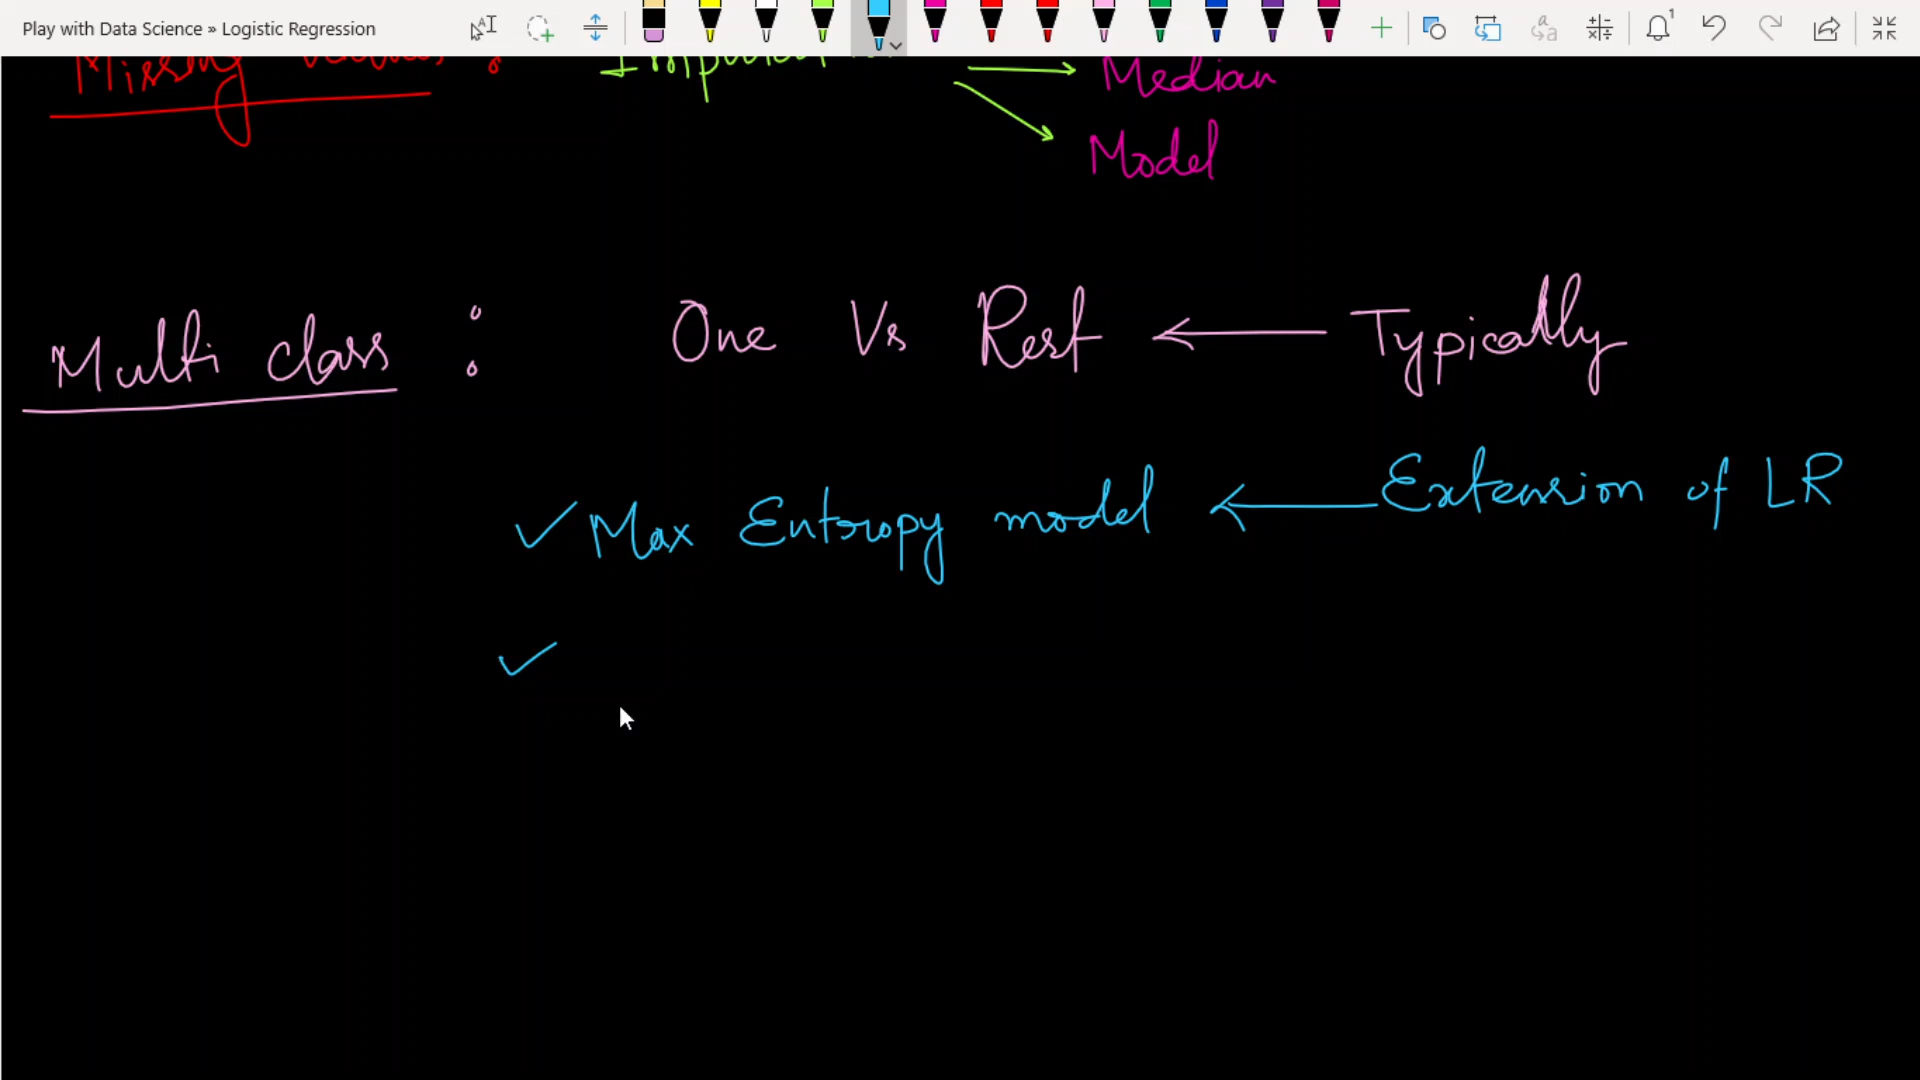 Play with Data Science » Logistic Regression
Missing :
Median
Model
Multi class : One Vs Rest ← Typically
✓ Max Entropy model ← Extension of LR
✓